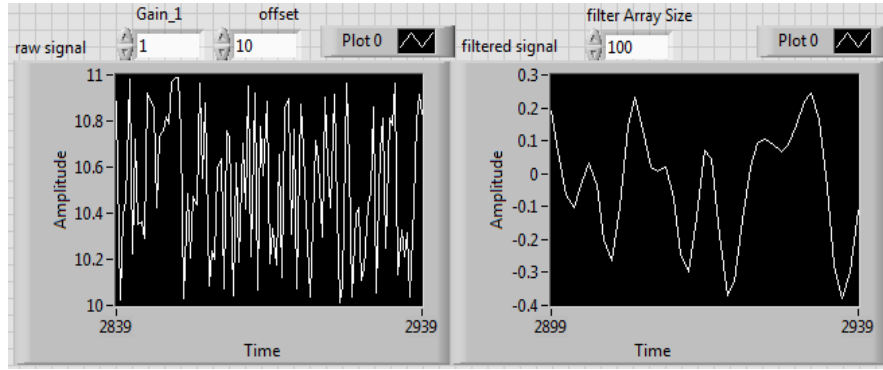 Gain_1 offset filter Array Size
raw signal 1 10 Plot 0 filtered signal 100 Plot 0
11
10.8
10.6
10.4
10.2
10
Amplitude
2839 2939
Time
0.3
0.2
0.1
0
-0.1
-0.2
-0.3
-0.4
Amplitude
2899 2939
Time